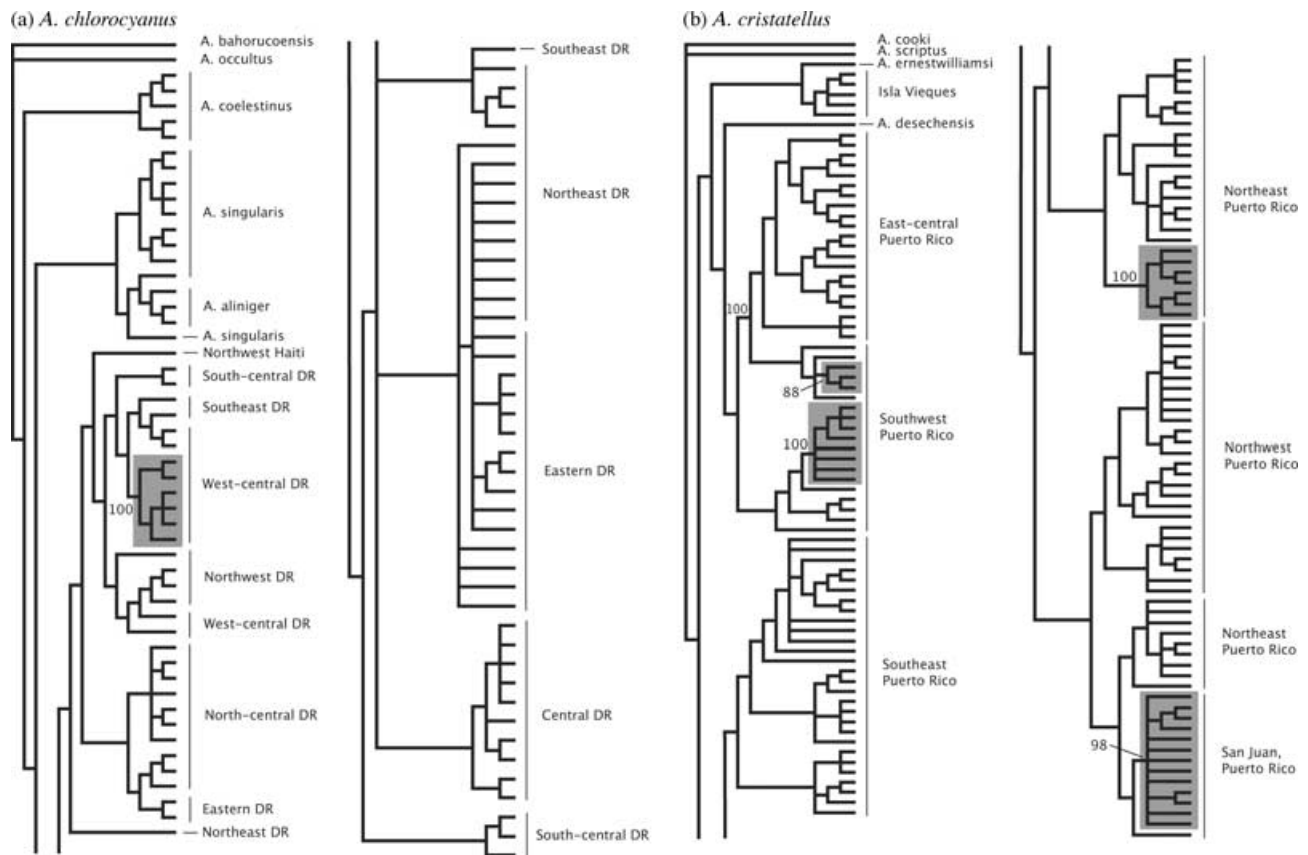 (a) A. chlorocyanus
A. bahorucoensis
A. occultus
A. coelestinus
A. singularis
A. aliniger
A. singularis
Northwest Haiti
South-central DR
Southeast DR
West-central DR
100
Northwest DR
West-central DR
North-central DR
Eastern DR
Northeast DR
Southeast DR
Northeast DR
Eastern DR
Central DR
South-central DR
(b) A. cristatellus
A. cooki
A. scriptus
A. ernestwilliamsi
Isla Vieques
A. desechensis
East-central
Puerto Rico
100
88
Southwest
Puerto Rico
100
Southeast
Puerto Rico
Northeast
Puerto Rico
100
Northwest
Puerto Rico
Northeast
Puerto Rico
98
San Juan,
Puerto Rico